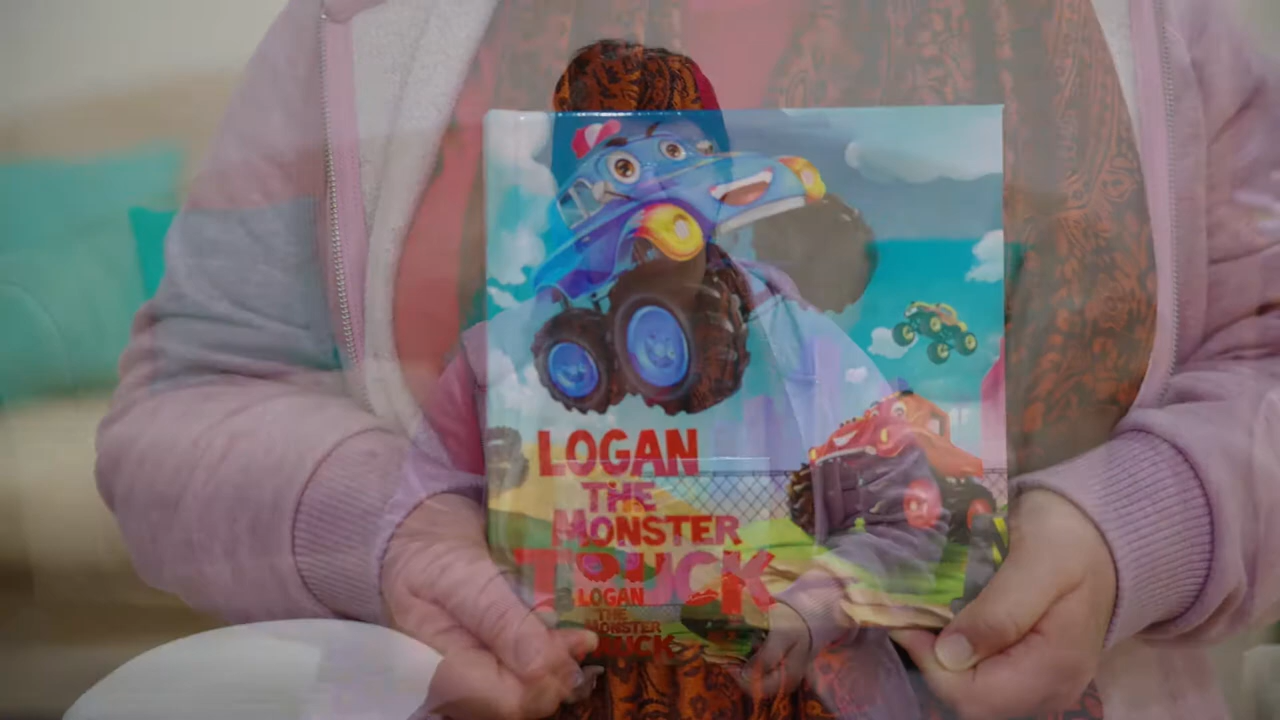 LOGAN
THE
MONSTER
TRUCK
LOGAN
THE
MONSTER
TRUCK